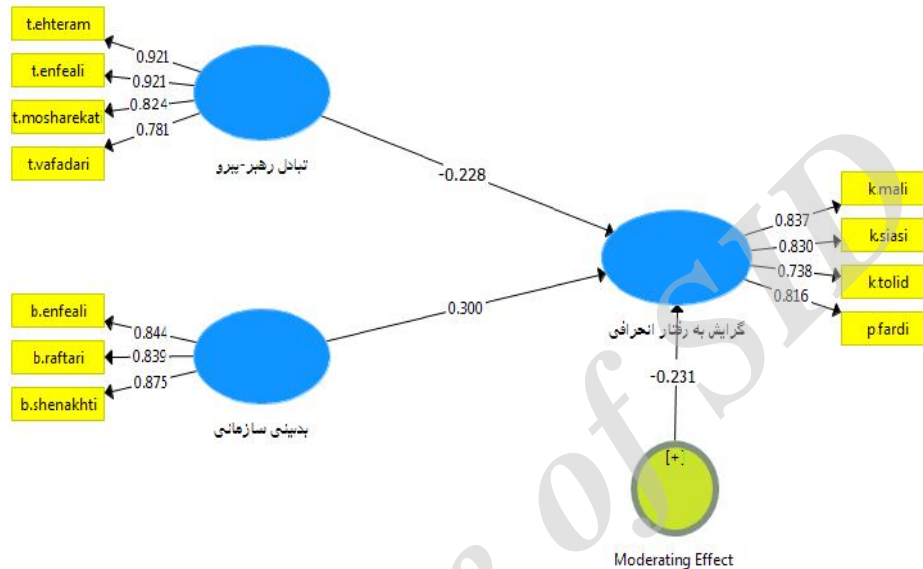 t.ehteram
t.enfeali
t.mosharekat
t.vafadari
0.921
0.921
0.824
0.781
تبادل رهبر-پیرو
-0.228
b.enfeali
b.raftari
b.shenakhti
0.844
0.839
0.875
بدبینی سازمانی
0.300
k.mali
k.siasi
k.tolid
p.fardi
0.837
0.830
0.738
0.816
گرایش به رفتار انحرافی
-0.231
[+]
Moderating Effect
of SID